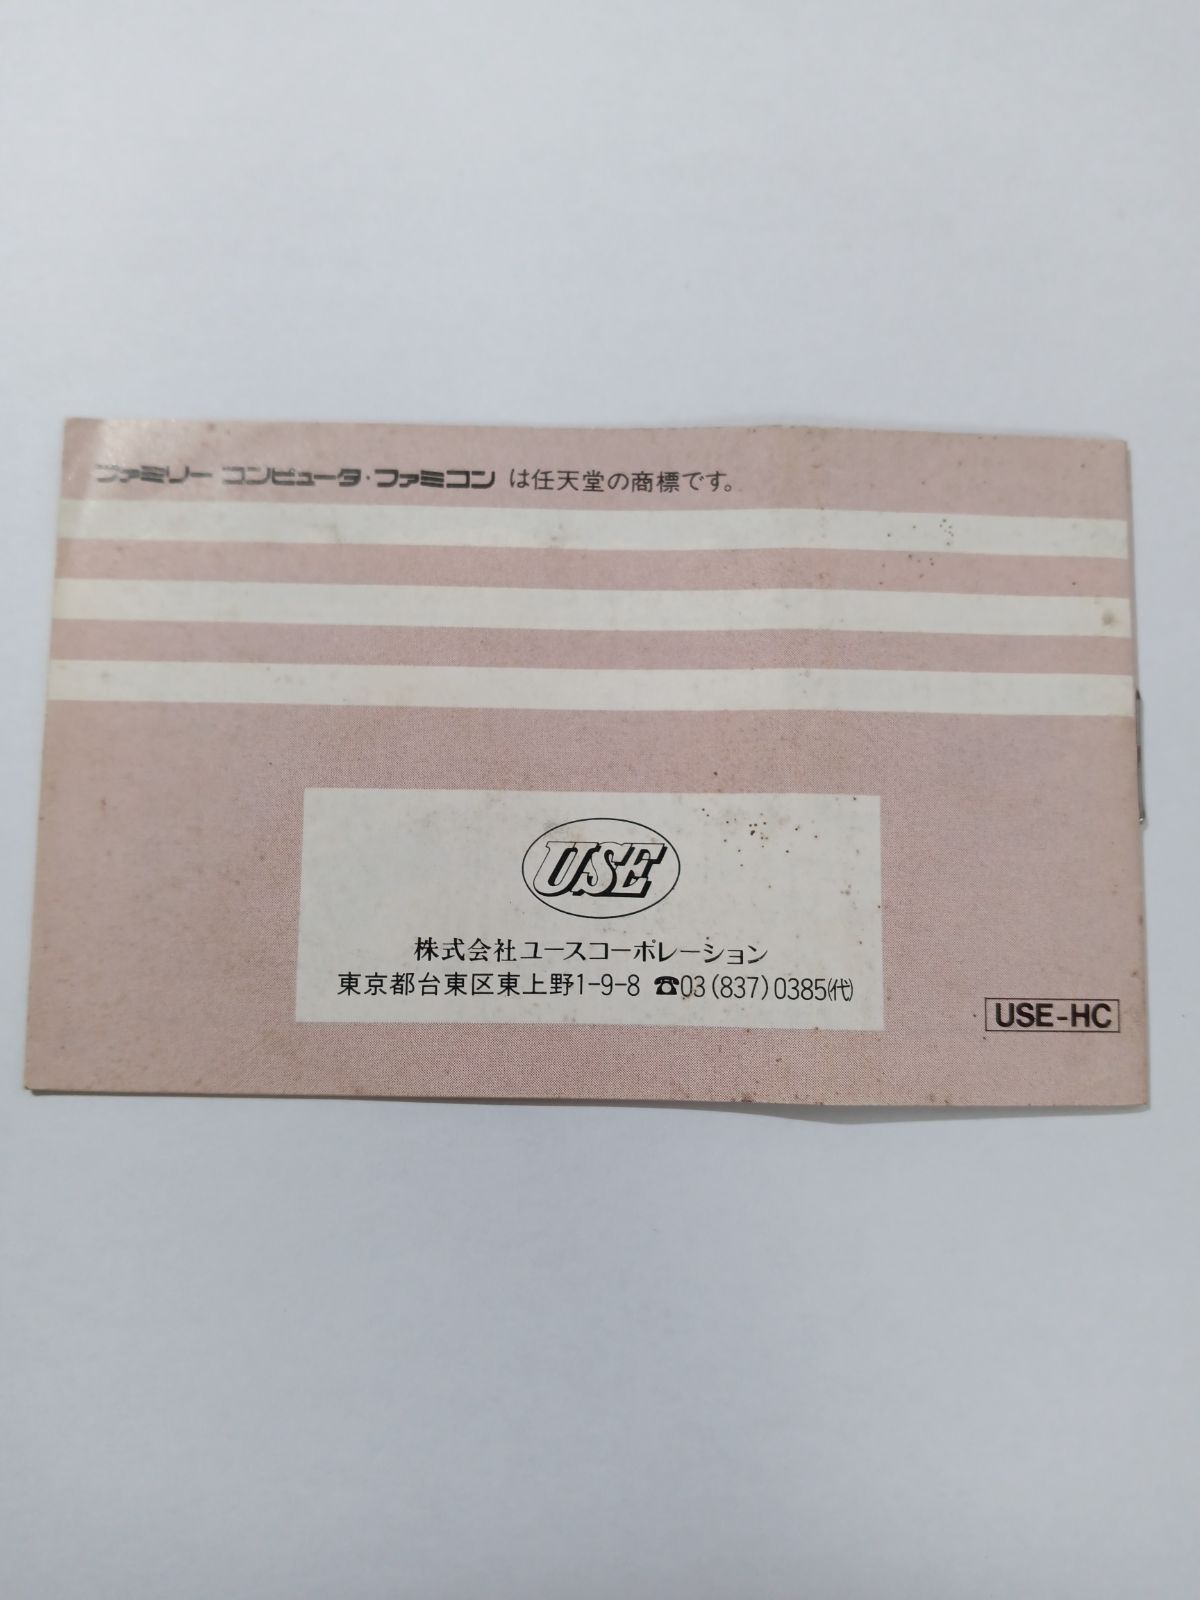 ファミリー コンピュータ・ファミコン は任天堂の商標です。
USE
株式会社ユースコーポレーション
東京都台東区東上野1-9-8 ☎03(837)0385(代)
USE-HC